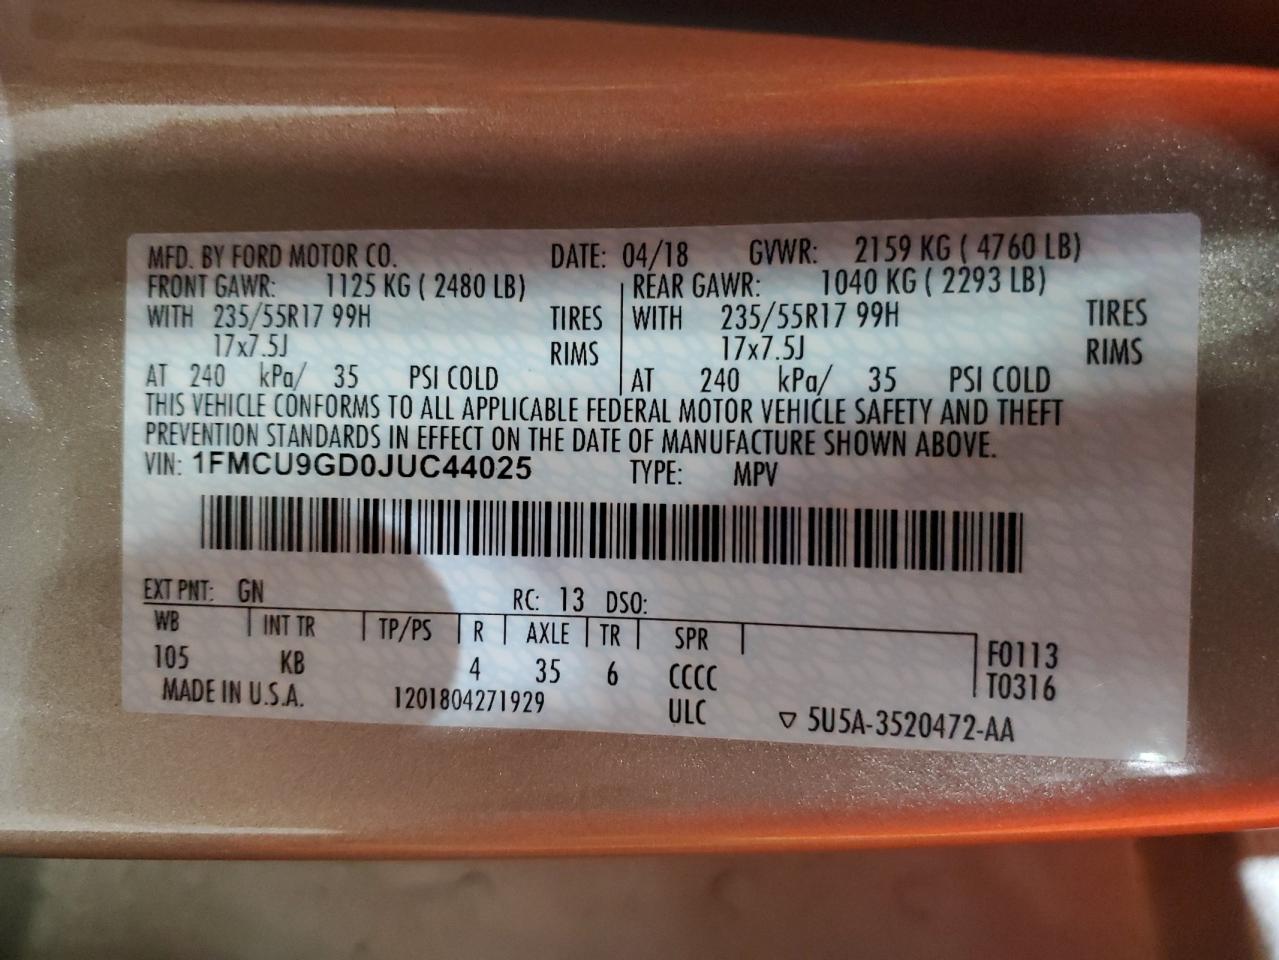 MFD. BY FORD MOTOR CO. DATE: 04/18 GVWR: 2159 KG ( 4760 LB)
FRONT GAWR: 1125 KG ( 2480 LB) REAR GAWR: 1040 KG ( 2293 LB)
WITH 235/55R17 99H TIRES WITH 235/55R17 99H TIRES
17x7.5J RIMS 17x7.5J RIMS
AT 240 kPa/ 35 PSI COLD AT 240 kPa/ 35 PSI COLD
THIS VEHICLE CONFORMS TO ALL APPLICABLE FEDERAL MOTOR VEHICLE SAFETY AND THEFT
PREVENTION STANDARDS IN EFFECT ON THE DATE OF MANUFACTURE SHOWN ABOVE.
VIN: 1FMCU9GD0JUC44025 TYPE: MPV
EXT PNT: GN RC: 13 DSO:
WB INT TR TP/PS R AXLE TR SPR F0113
105 KB 4 35 6 CCCC T0316
MADE IN U.S.A. 1201804271929 ULC ▽ 5U5A-3520472-AA